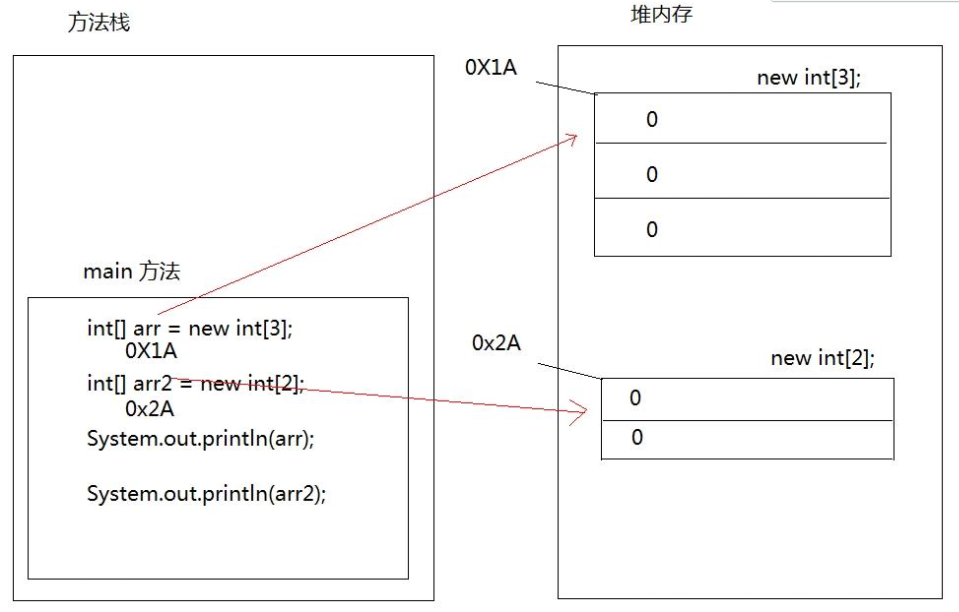 方法栈
堆内存
0X1A
new int[3];
0
0
0
main 方法
int[] arr = new int[3];
0X1A
0x2A
new int[2];
int[] arr2 = new int[2];
0x2A
0
0
System.out.println(arr);
System.out.println(arr2);